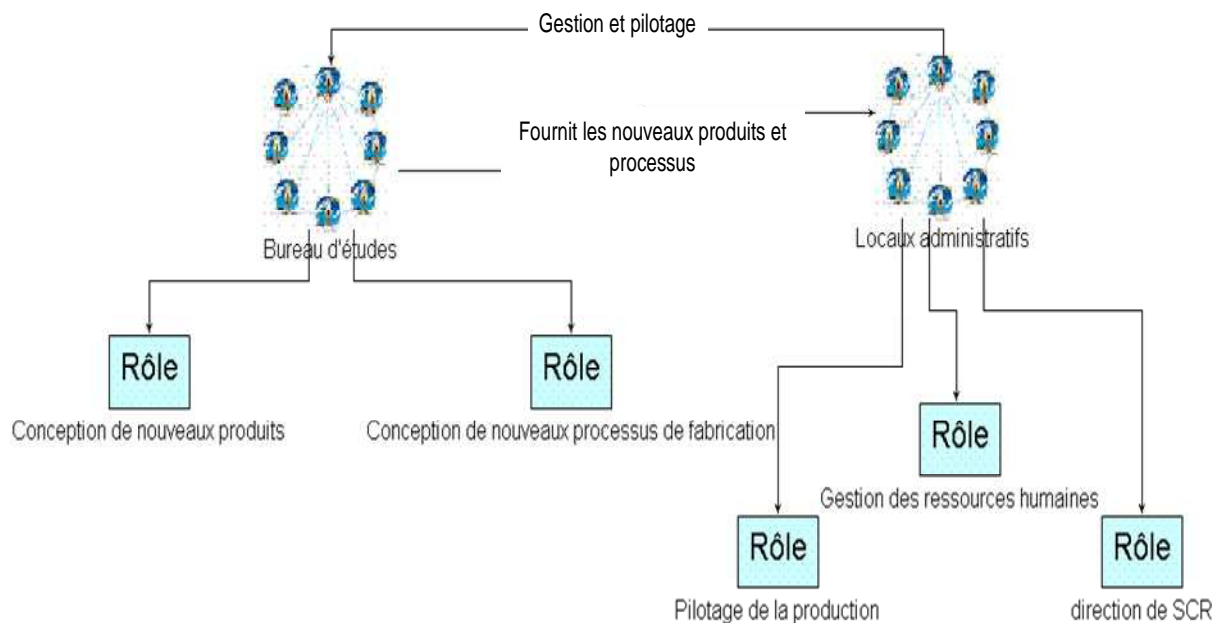 Gestion et pilotage
Fournit les nouveaux produits et
processus
Bureau d'études
Locaux administratifs
Rôle
Rôle
Conception de nouveaux produits
Conception de nouveaux processus de fabrication
Rôle
Gestion des ressources humaines
Rôle
Rôle
Pilotage de la production
direction de SCR